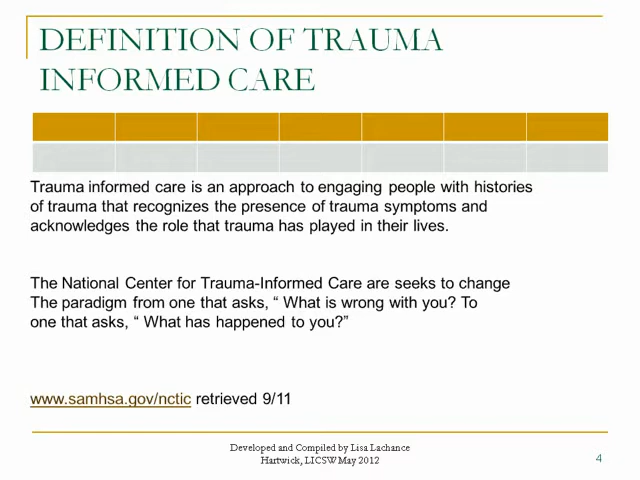 DEFINITION OF TRAUMA
INFORMED CARE
Trauma informed care is an approach to engaging people with histories
of trauma that recognizes the presence of trauma symptoms and
acknowledges the role that trauma has played in their lives.
The National Center for Trauma-Informed Care are seeks to change
The paradigm from one that asks, “ What is wrong with you? To
one that asks, “ What has happened to you?”
www.samhsa.gov/nctic retrieved 9/11
Developed and Compiled by Lisa Lachance
Hartwick, LICSW May 2012
4